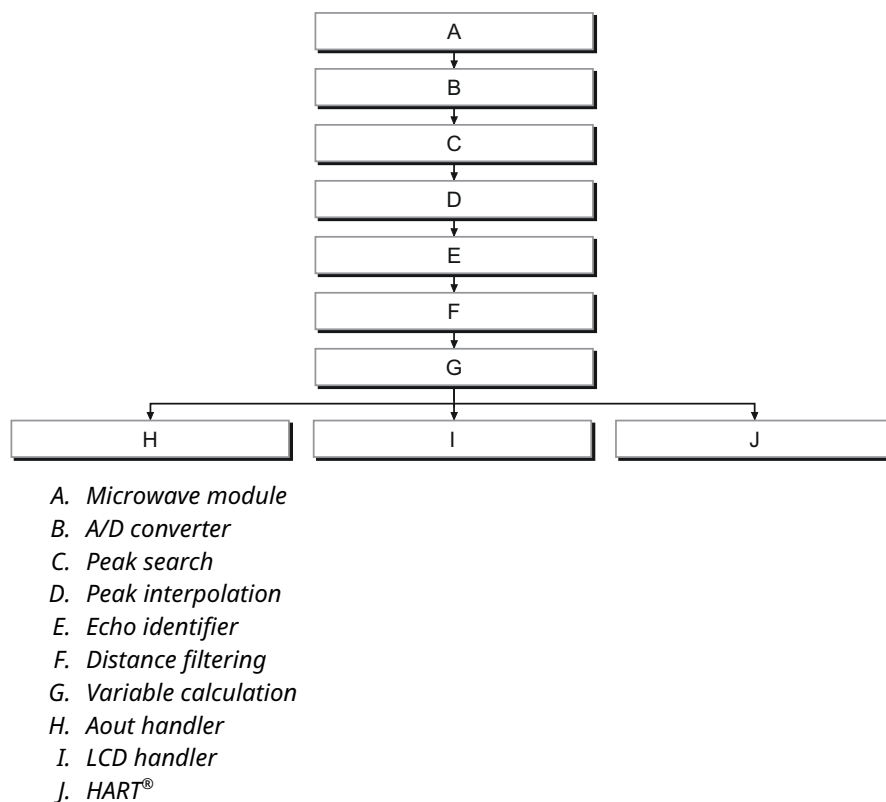 A
B
C
D
E
F
G
H I J
A. Microwave module
B. A/D converter
C. Peak search
D. Peak interpolation
E. Echo identifier
F. Distance filtering
G. Variable calculation
H. Aout handler
I. LCD handler
J. HART®